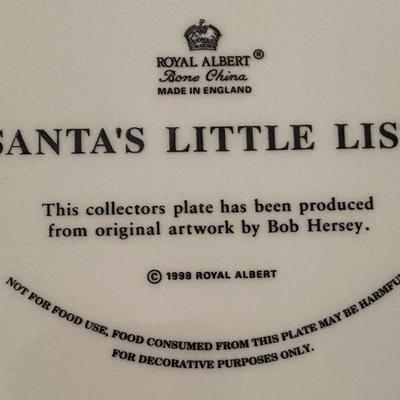 ROYAL ALBERT®
Bone China
MADE IN ENGLAND
SANTA'S LITTLE LIS
This collectors plate has been produced
from original artwork by Bob Hersey.
© 1998 ROYAL ALBERT
NOT FOR FOOD USE, FOOD CONSUMED FROM THIS PLATE MAY BE HARMFUL
FOR DECORATIVE PURPOSES ONLY.